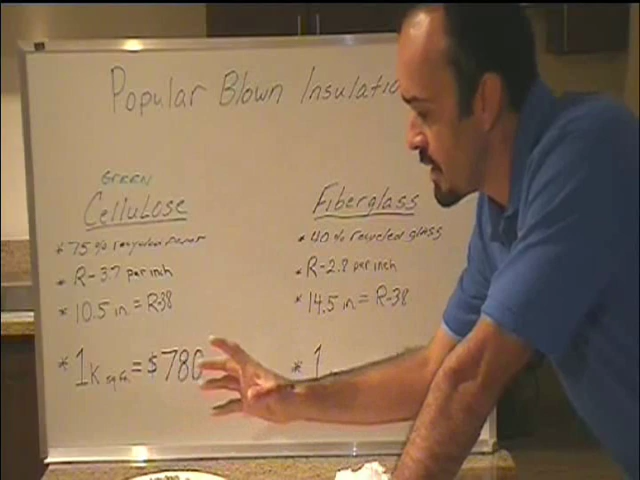 Popular Blown Insulatio
GREEN
Cellulose
* 75% recycled paper
* R-3.7 per inch
* 10.5 in = R-38
* 1K sq ft. = $780
Fiberglass
* 40% recycled glass
* R-2.8 per inch
* 14.5 in = R-38
* 1